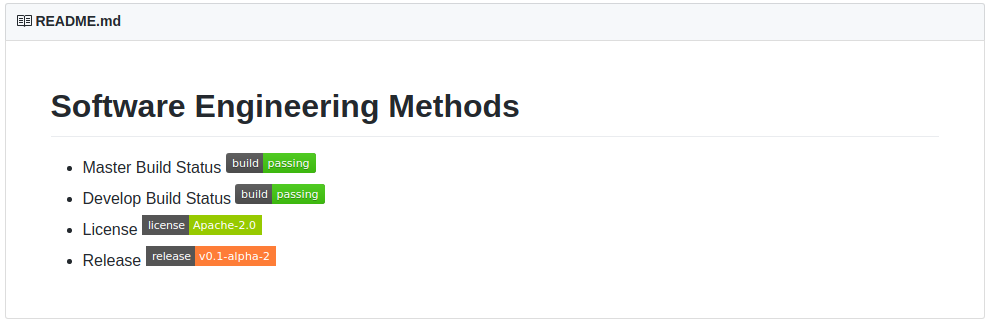 README.md
Software Engineering Methods
Master Build Status build passing
Develop Build Status build passing
License license Apache-2.0
Release release v0.1-alpha-2